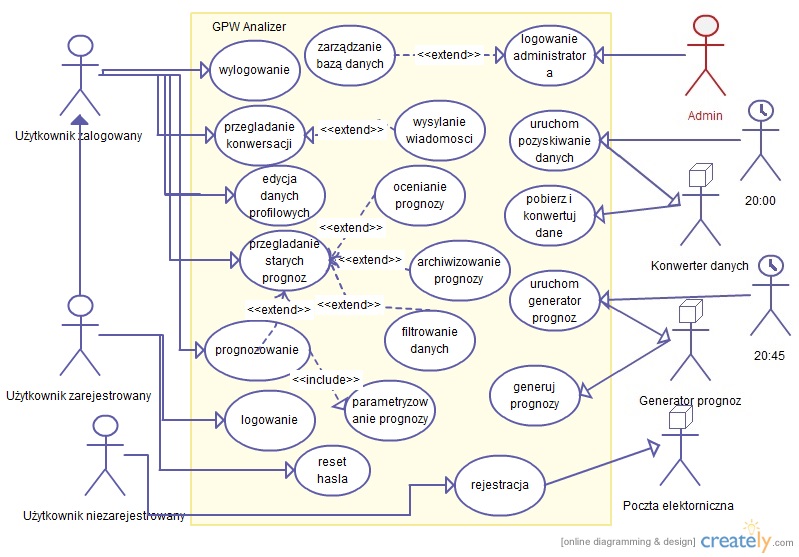 GPW Analizer
wylogowanie
zarządzanie
bazą danych
<<extend>>
logowanie
administrator
a
Admin
Użytkownik zalogowany
przegladanie
konwersacji
<<extend>>
wysylanie
wiadomosci
uruchom
pozyskiwanie
danych
20:00
edycja
danych
profilowych
ocenianie
prognozy
<<extend>>
pobierz i
konwertuj
dane
Konwerter danych
przegladanie
starych
prognoz
<<extend>>
archiwizowanie
prognozy
uruchom
generator
prognoz
20:45
<<extend>>
<<extend>>
filtrowanie
danych
prognozowanie
<<include>>
Użytkownik zarejestrowany
parametryzow
anie prognozy
generuj
prognozy
Generator prognoz
logowanie
reset
hasla
rejestracja
Użytkownik niezarejestrowany
Poczta elektorniczna
[online diagramming & design]
creately.com